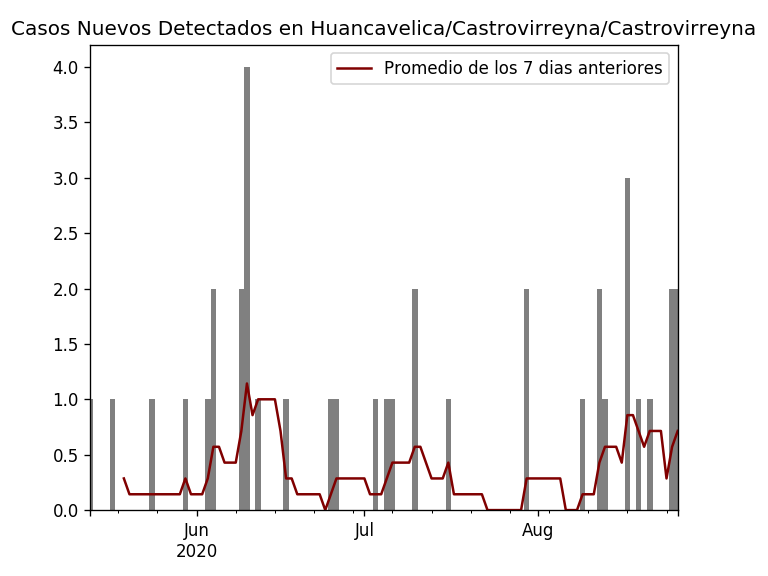 Casos Nuevos Detectados en Huancavelica/Castrovirreyna/Castrovirreyna
Promedio de los 7 dias anteriores
4.0
3.5
3.0
2.5
2.0
1.5
1.0
0.5
0.0
Jun
2020
Jul
Aug